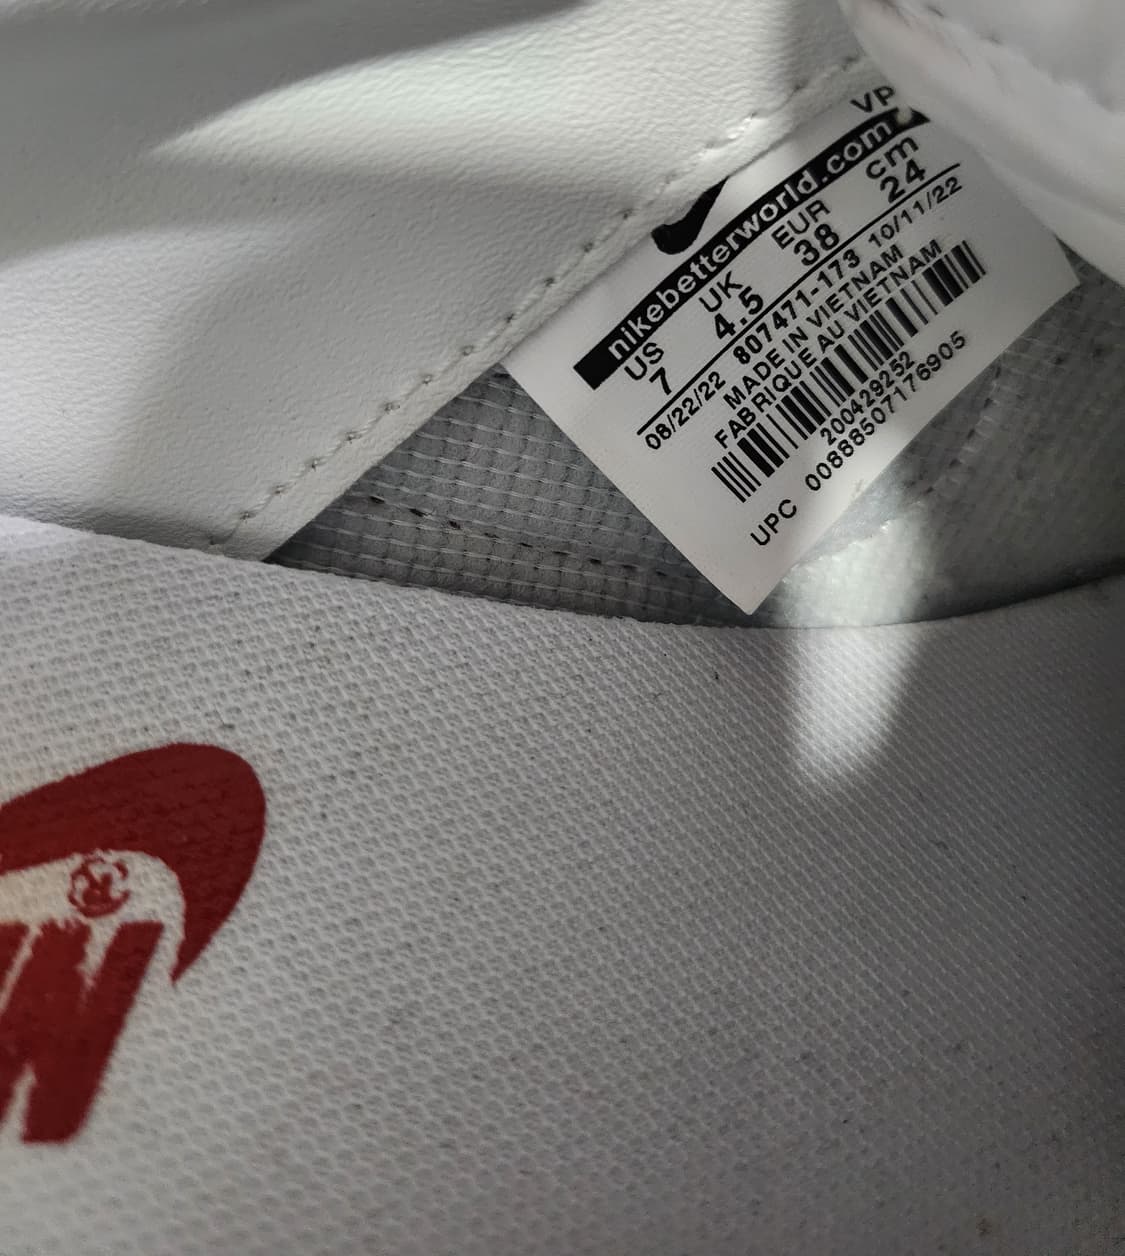 VP
nikebetterworld.com
US UK EUR cm
7 4.5 38 24
08/22/22 807471-173 10/11/22
MADE IN VIETNAM
FABRIQUE AU VIETNAM
200429252
UPC 00888507176905